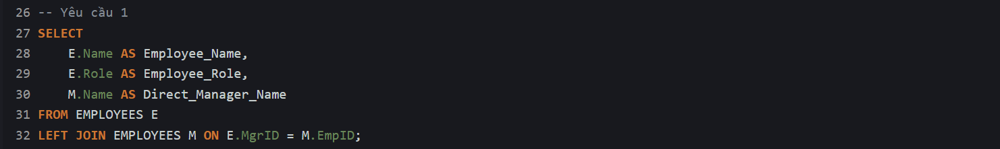 26 -- Yêu cầu 1
27 SELECT
28     E.Name AS Employee_Name,
29     E.Role AS Employee_Role,
30     M.Name AS Direct_Manager_Name
31 FROM EMPLOYEES E
32 LEFT JOIN EMPLOYEES M ON E.MgrID = M.EmpID;